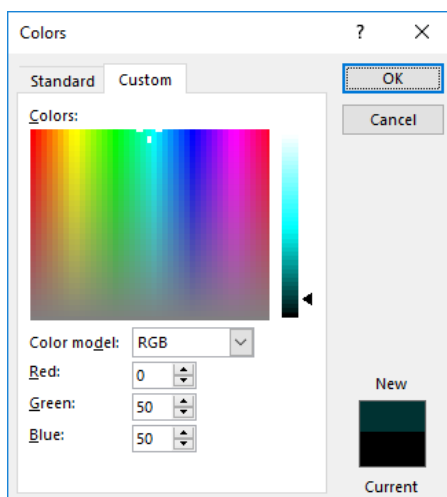 Colors
?
Standard
Custom
OK
Colors:
Cancel
Color model: RGB
Red: 0
Green: 50
Blue: 50
New
Current